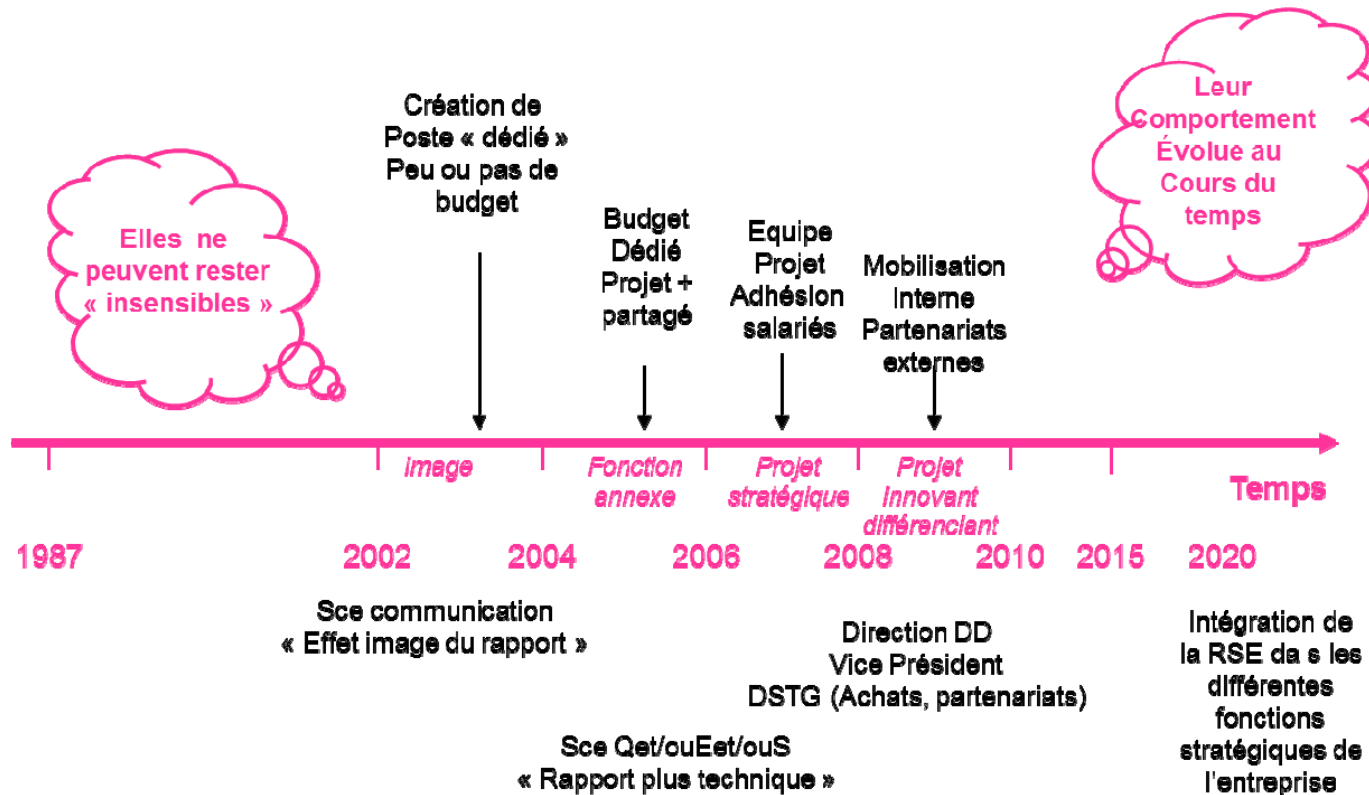 Création de
Poste « dédié »
Peu ou pas de
budget
Elles ne
peuvent rester
« insensibles »
Budget
Dédié
Projet +
partagé
Equipe
Projet
Adhésion
salariés
Mobilisation
Interne
Partenariats
externes
Leur
Comportement
Évolue au
Cours du
temps
image
Fonction
annexe
Projet
stratégique
Projet
Innovant
différenciant
Temps
1987
2002
2004
2006
2008
2010
2015
2020
Sce communication
« Effet image du rapport »
Sce Qet/ouEet/ouS
« Rapport plus technique »
Direction DD
Vice Président
DSTG (Achats, partenariats)
Intégration de
la RSE da s les
différentes
fonctions
stratégiques de
l'entreprise